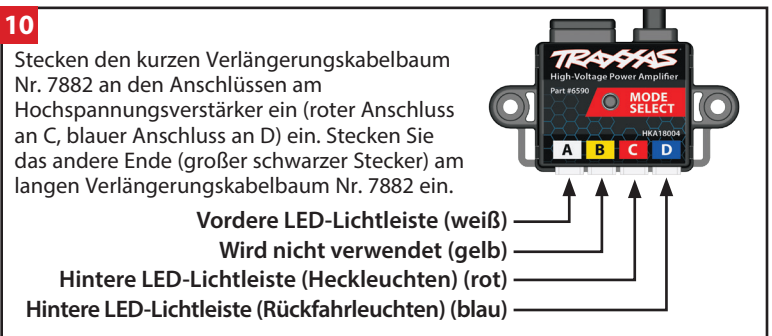 10
Stecken den kurzen Verlängerungskabelbaum
Nr. 7882 an den Anschlüssen am
Hochspannungsverstärker ein (roter Anschluss
an C, blauer Anschluss an D) ein. Stecken Sie
das andere Ende (großer schwarzer Stecker) am
langen Verlängerungskabelbaum Nr. 7882 ein.
TRAXXAS
High-Voltage Power Amplifier
Part #6590
MODE
SELECT
HKA18004
A B C D
Vordere LED-Lichtleiste (weiß)
Wird nicht verwendet (gelb)
Hintere LED-Lichtleiste (Heckleuchten) (rot)
Hintere LED-Lichtleiste (Rückfahrleuchten) (blau)